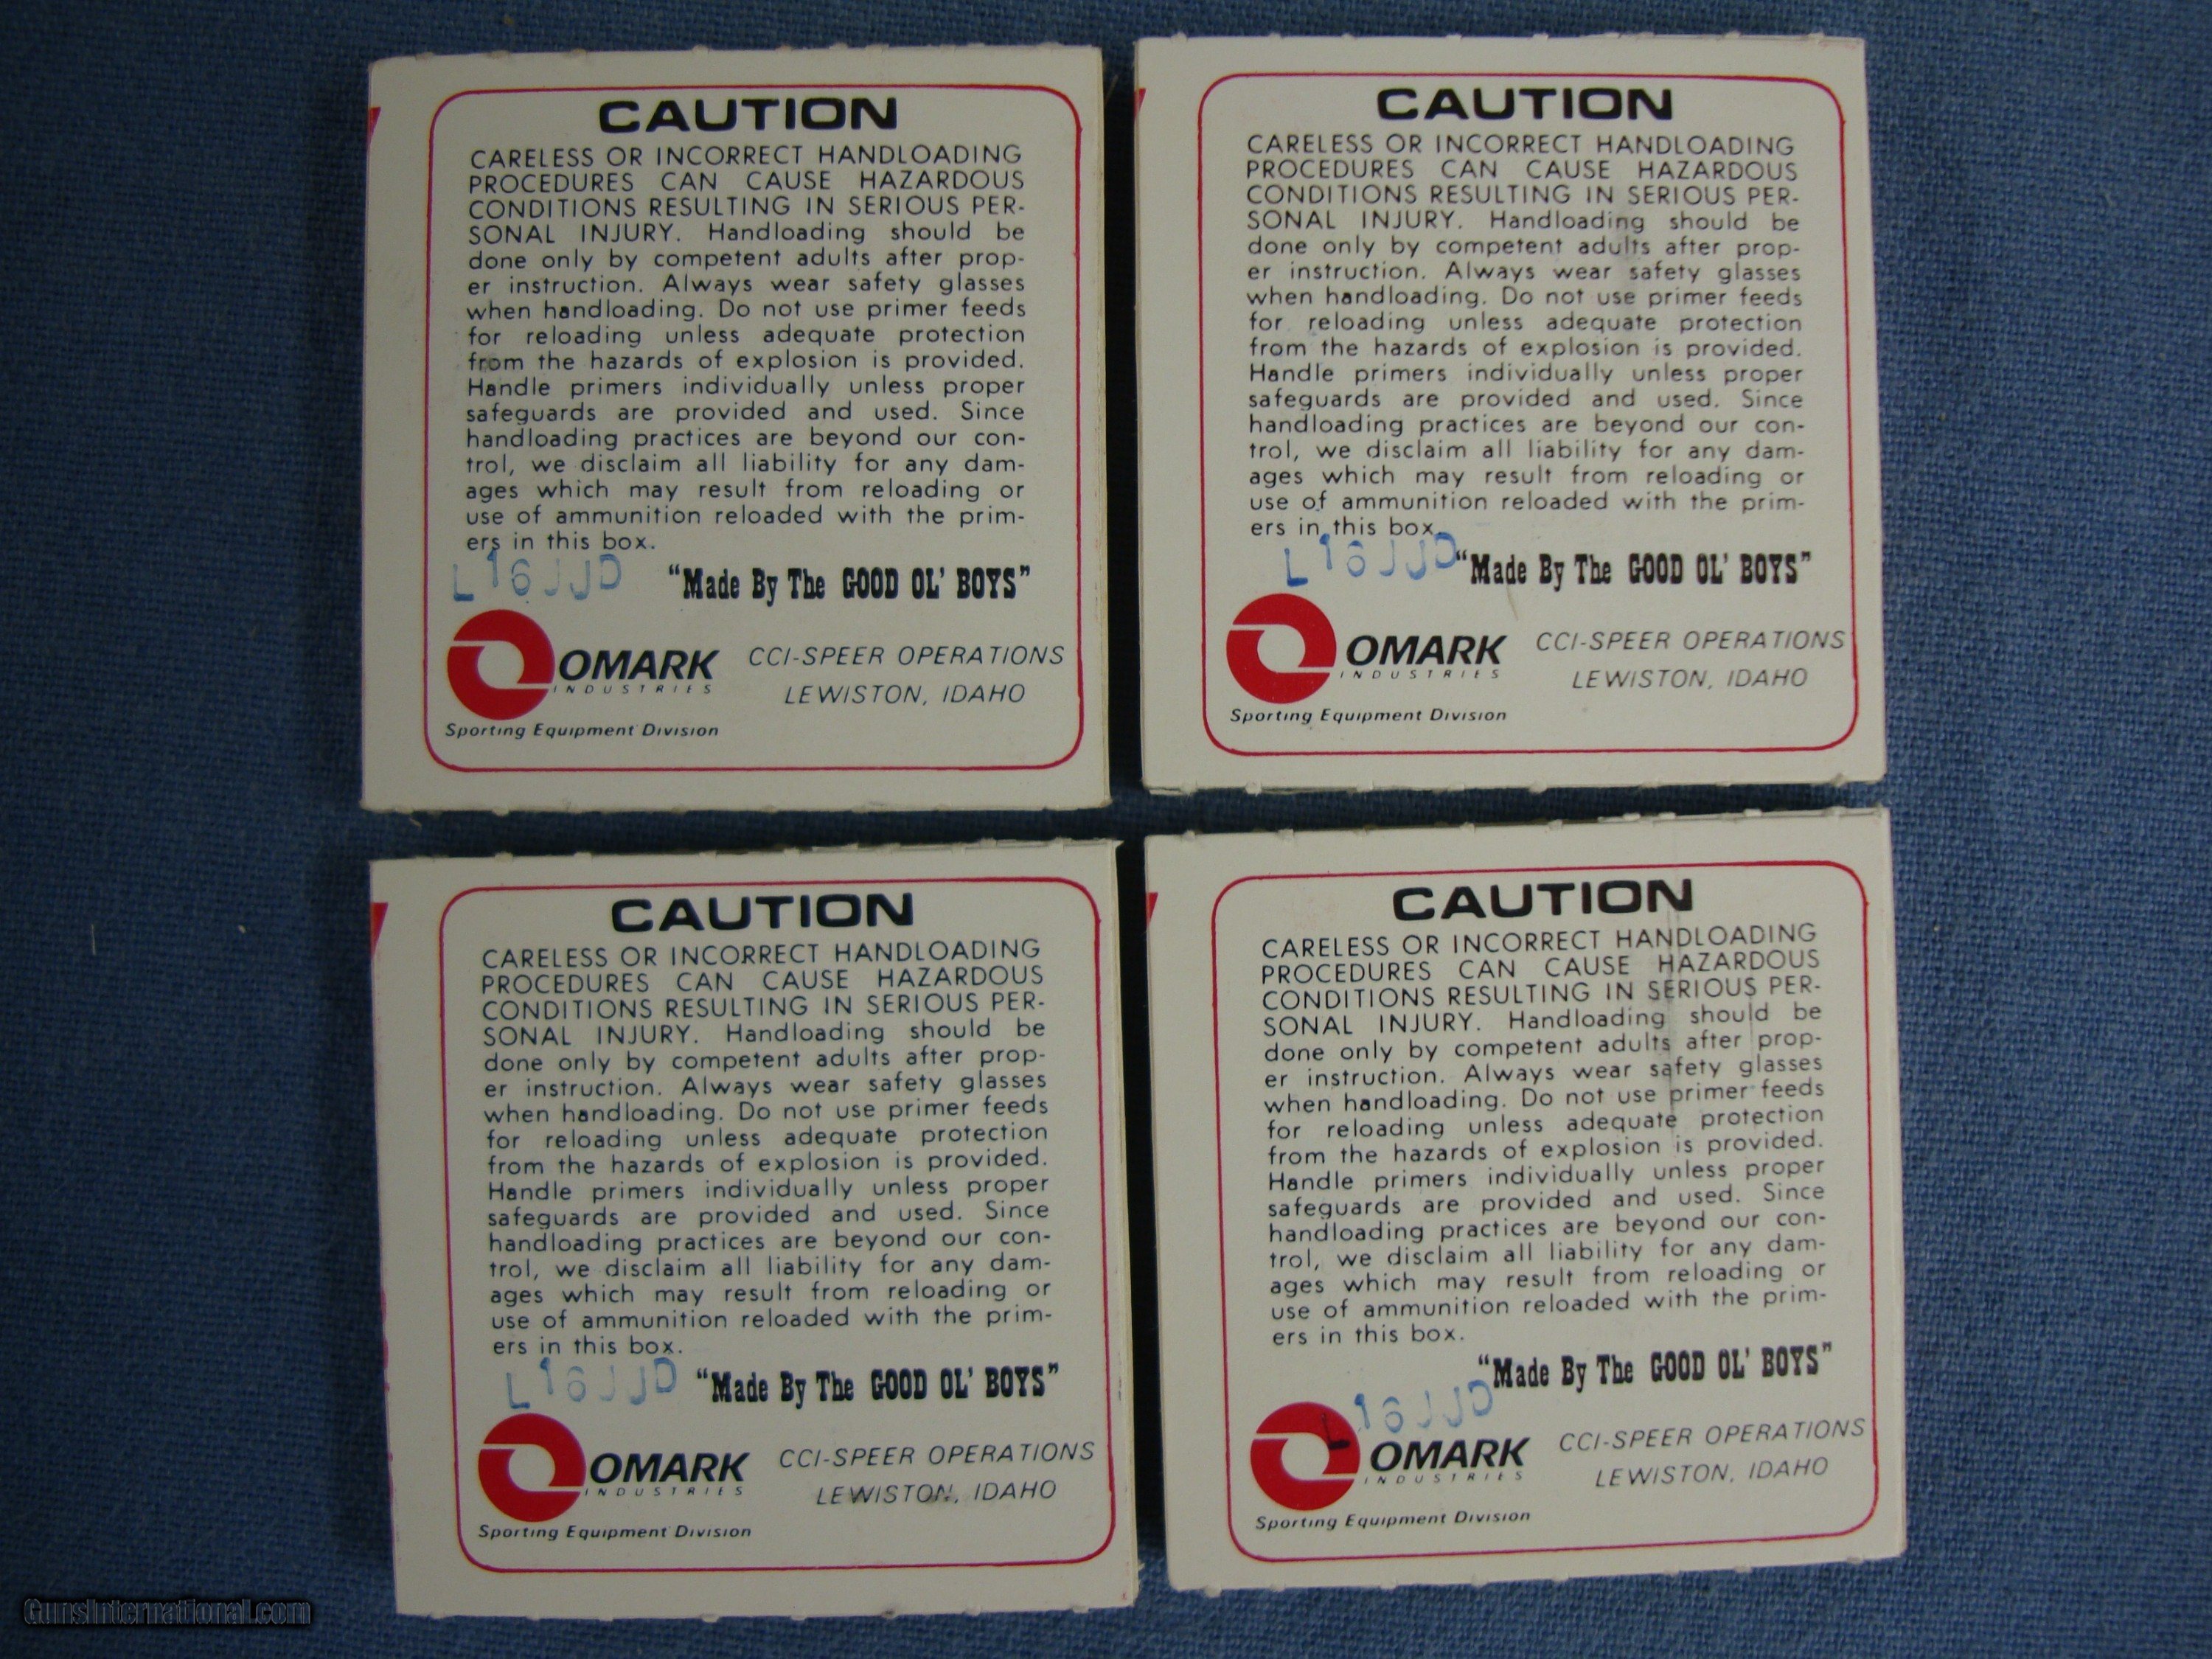 CAUTION
CARELESS OR INCORRECT HANDLOADING
PROCEDURES CAN CAUSE HAZARDOUS
CONDITIONS RESULTING IN SERIOUS PER-
SONAL INJURY. Handloading should be
done only by competent adults after prop-
er instruction. Always wear safety glasses
when handloading. Do not use primer feeds
for reloading unless adequate protection
from the hazards of explosion is provided.
Handle primers individually unless proper
safeguards are provided and used. Since
handloading practices are beyond our con-
trol, we disclaim all liability for any dam-
ages which may result from reloading or
use of ammunition reloaded with the prim-
ers in this box.
L16JJD
"Made By The GOOD OL' BOYS"
OMARK
INDUSTRIES
CCI-SPEER OPERATIONS
LEWISTON, IDAHO
Sporting Equipment Division
CAUTION
CARELESS OR INCORRECT HANDLOADING
PROCEDURES CAN CAUSE HAZARDOUS
CONDITIONS RESULTING IN SERIOUS PER-
SONAL INJURY. Handloading should be
done only by competent adults after prop-
er instruction. Always wear safety glasses
when handloading. Do not use primer feeds
for reloading unless adequate protection
from the hazards of explosion is provided.
Handle primers individually unless proper
safeguards are provided and used. Since
handloading practices are beyond our con-
trol, we disclaim all liability for any dam-
ages which may result from reloading or
use of ammunition reloaded with the prim-
ers in this box.
L16JJD
"Made By The GOOD OL' BOYS"
OMARK
INDUSTRIES
CCI-SPEER OPERATIONS
LEWISTON, IDAHO
Sporting Equipment Division
CAUTION
CARELESS OR INCORRECT HANDLOADING
PROCEDURES CAN CAUSE HAZARDOUS
CONDITIONS RESULTING IN SERIOUS PER-
SONAL INJURY. Handloading should be
done only by competent adults after prop-
er instruction. Always wear safety glasses
when handloading. Do not use primer feeds
for reloading unless adequate protection
from the hazards of explosion is provided.
Handle primers individually unless proper
safeguards are provided and used. Since
handloading practices are beyond our con-
trol, we disclaim all liability for any dam-
ages which may result from reloading or
use of ammunition reloaded with the prim-
ers in this box.
L16JJD
"Made By The GOOD OL' BOYS"
OMARK
INDUSTRIES
CCI-SPEER OPERATIONS
LEWISTON, IDAHO
Sporting Equipment Division
CAUTION
CARELESS OR INCORRECT HANDLOADING
PROCEDURES CAN CAUSE HAZARDOUS
CONDITIONS RESULTING IN SERIOUS PER-
SONAL INJURY. Handloading should be
done only by competent adults after prop-
er instruction. Always wear safety glasses
when handloading. Do not use primer feeds
for reloading unless adequate protection
from the hazards of explosion is provided.
Handle primers individually unless proper
safeguards are provided and used. Since
handloading practices are beyond our con-
trol, we disclaim all liability for any dam-
ages which may result from reloading or
use of ammunition reloaded with the prim-
ers in this box.
"Made By The GOOD OL' BOYS"
L16JJD
OMARK
INDUSTRIES
CCI-SPEER OPERATIONS
LEWISTON, IDAHO
Sporting Equipment Division
GunsInternational.com